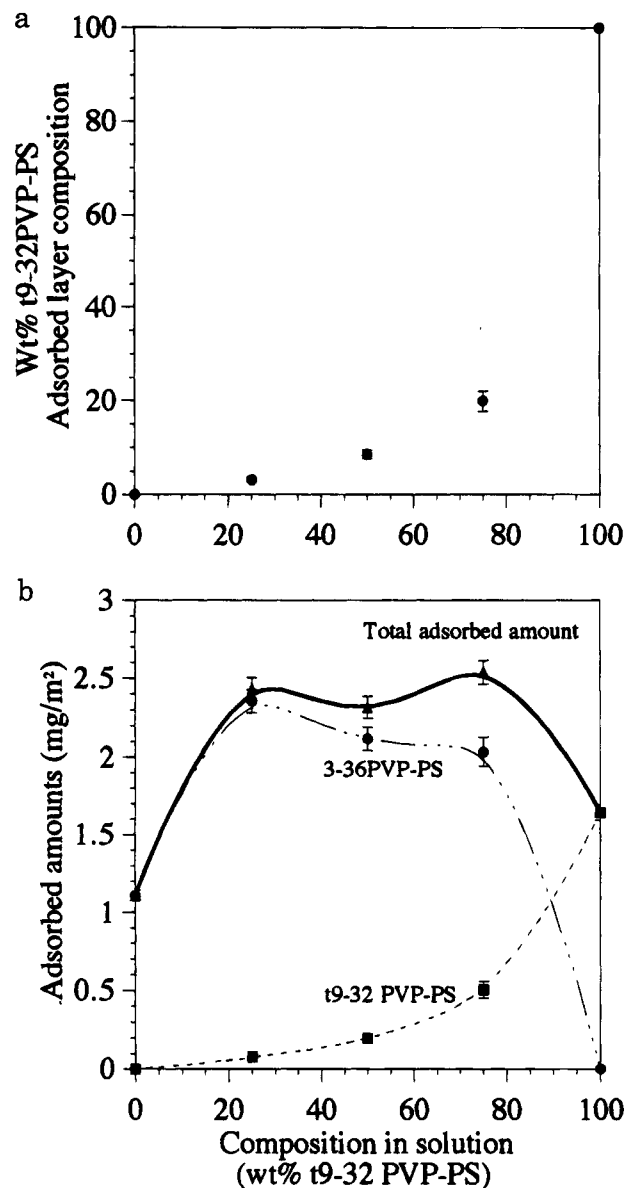 a
Wt% t9-32PVP-PS
Adsorbed layer composition
100
80
60
40
20
0
0 20 40 60 80 100
b
Adsorbed amounts (mg/m²)
3
2.5
2
1.5
1
0.5
0
Total adsorbed amount
3-36PVP-PS
t9-32 PVP-PS
0 20 40 60 80 100
Composition in solution
(wt% t9-32 PVP-PS)